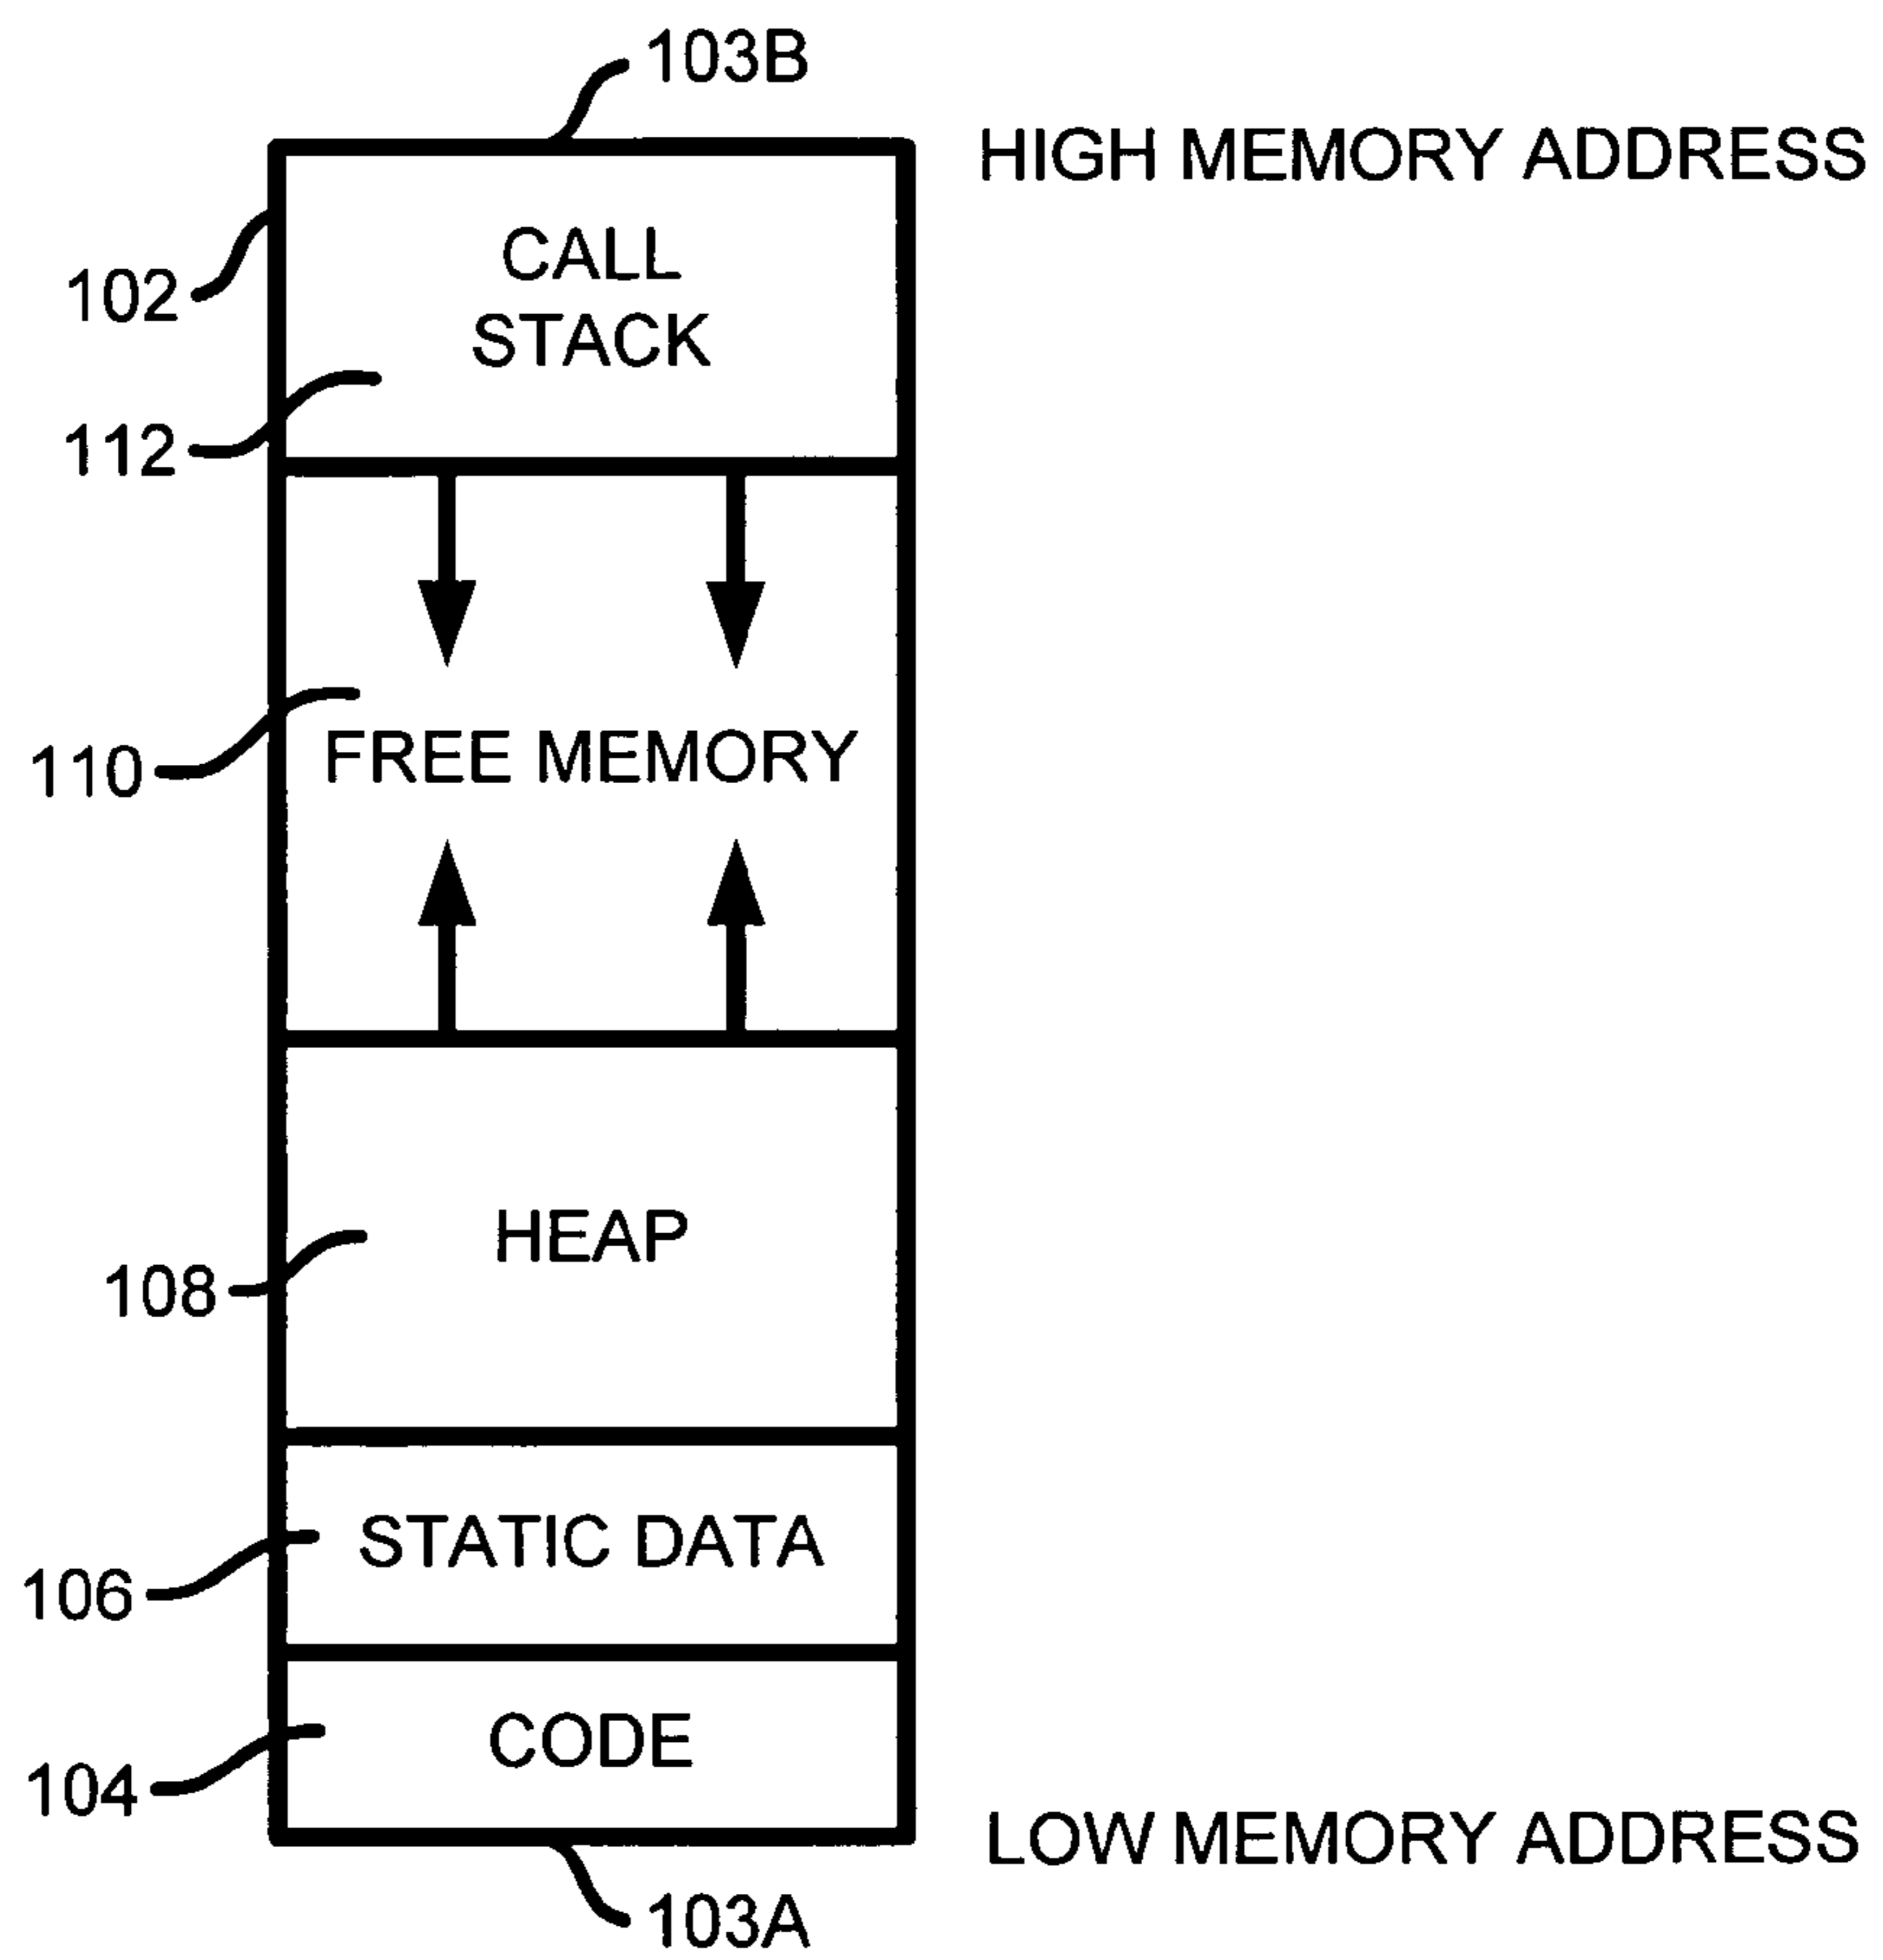 103B
HIGH MEMORY ADDRESS
CALL
STACK
102
112
110
FREE MEMORY
HEAP
108
STATIC DATA
106
CODE
104
LOW MEMORY ADDRESS
103A